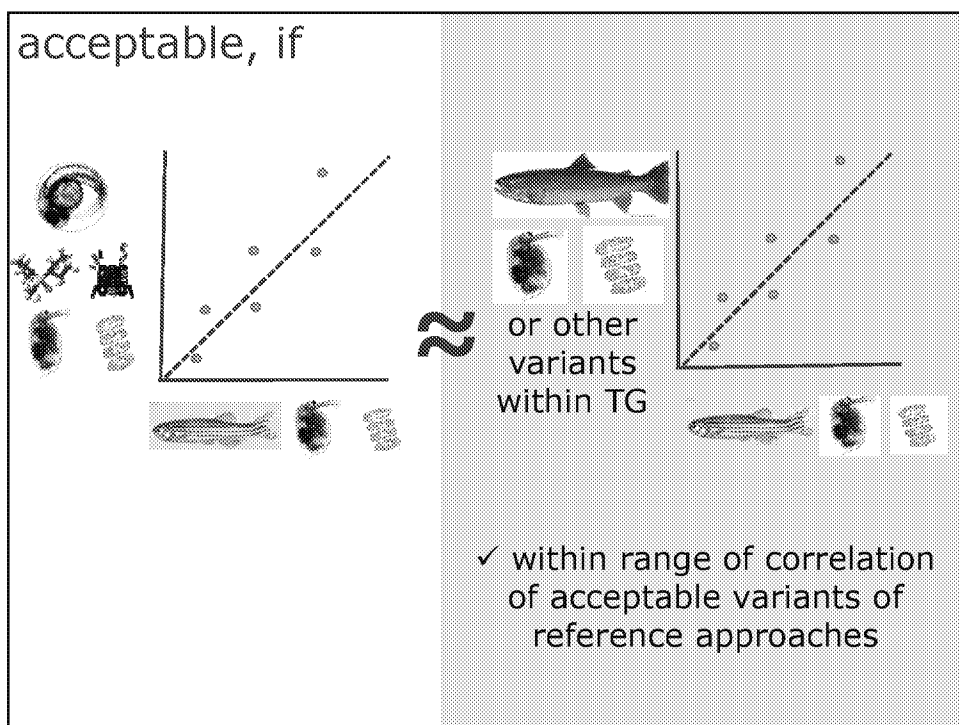 acceptable, if
≈
or other
variants
within TG
✓ within range of correlation
of acceptable variants of
reference approaches